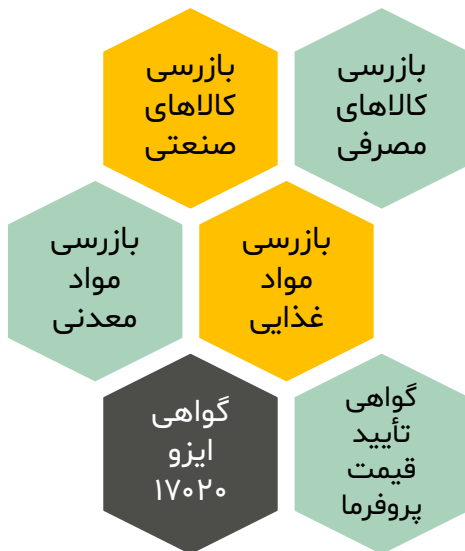 بازرسی
کالاهای
مصرفی
بازرسی
کالاهای
صنعتی
بازرسی
مواد
غذایی
بازرسی
مواد
معدنی
گواهی
تأیید
قیمت
پروفرما
گواهی
ایزو
۱۷۰۲۰